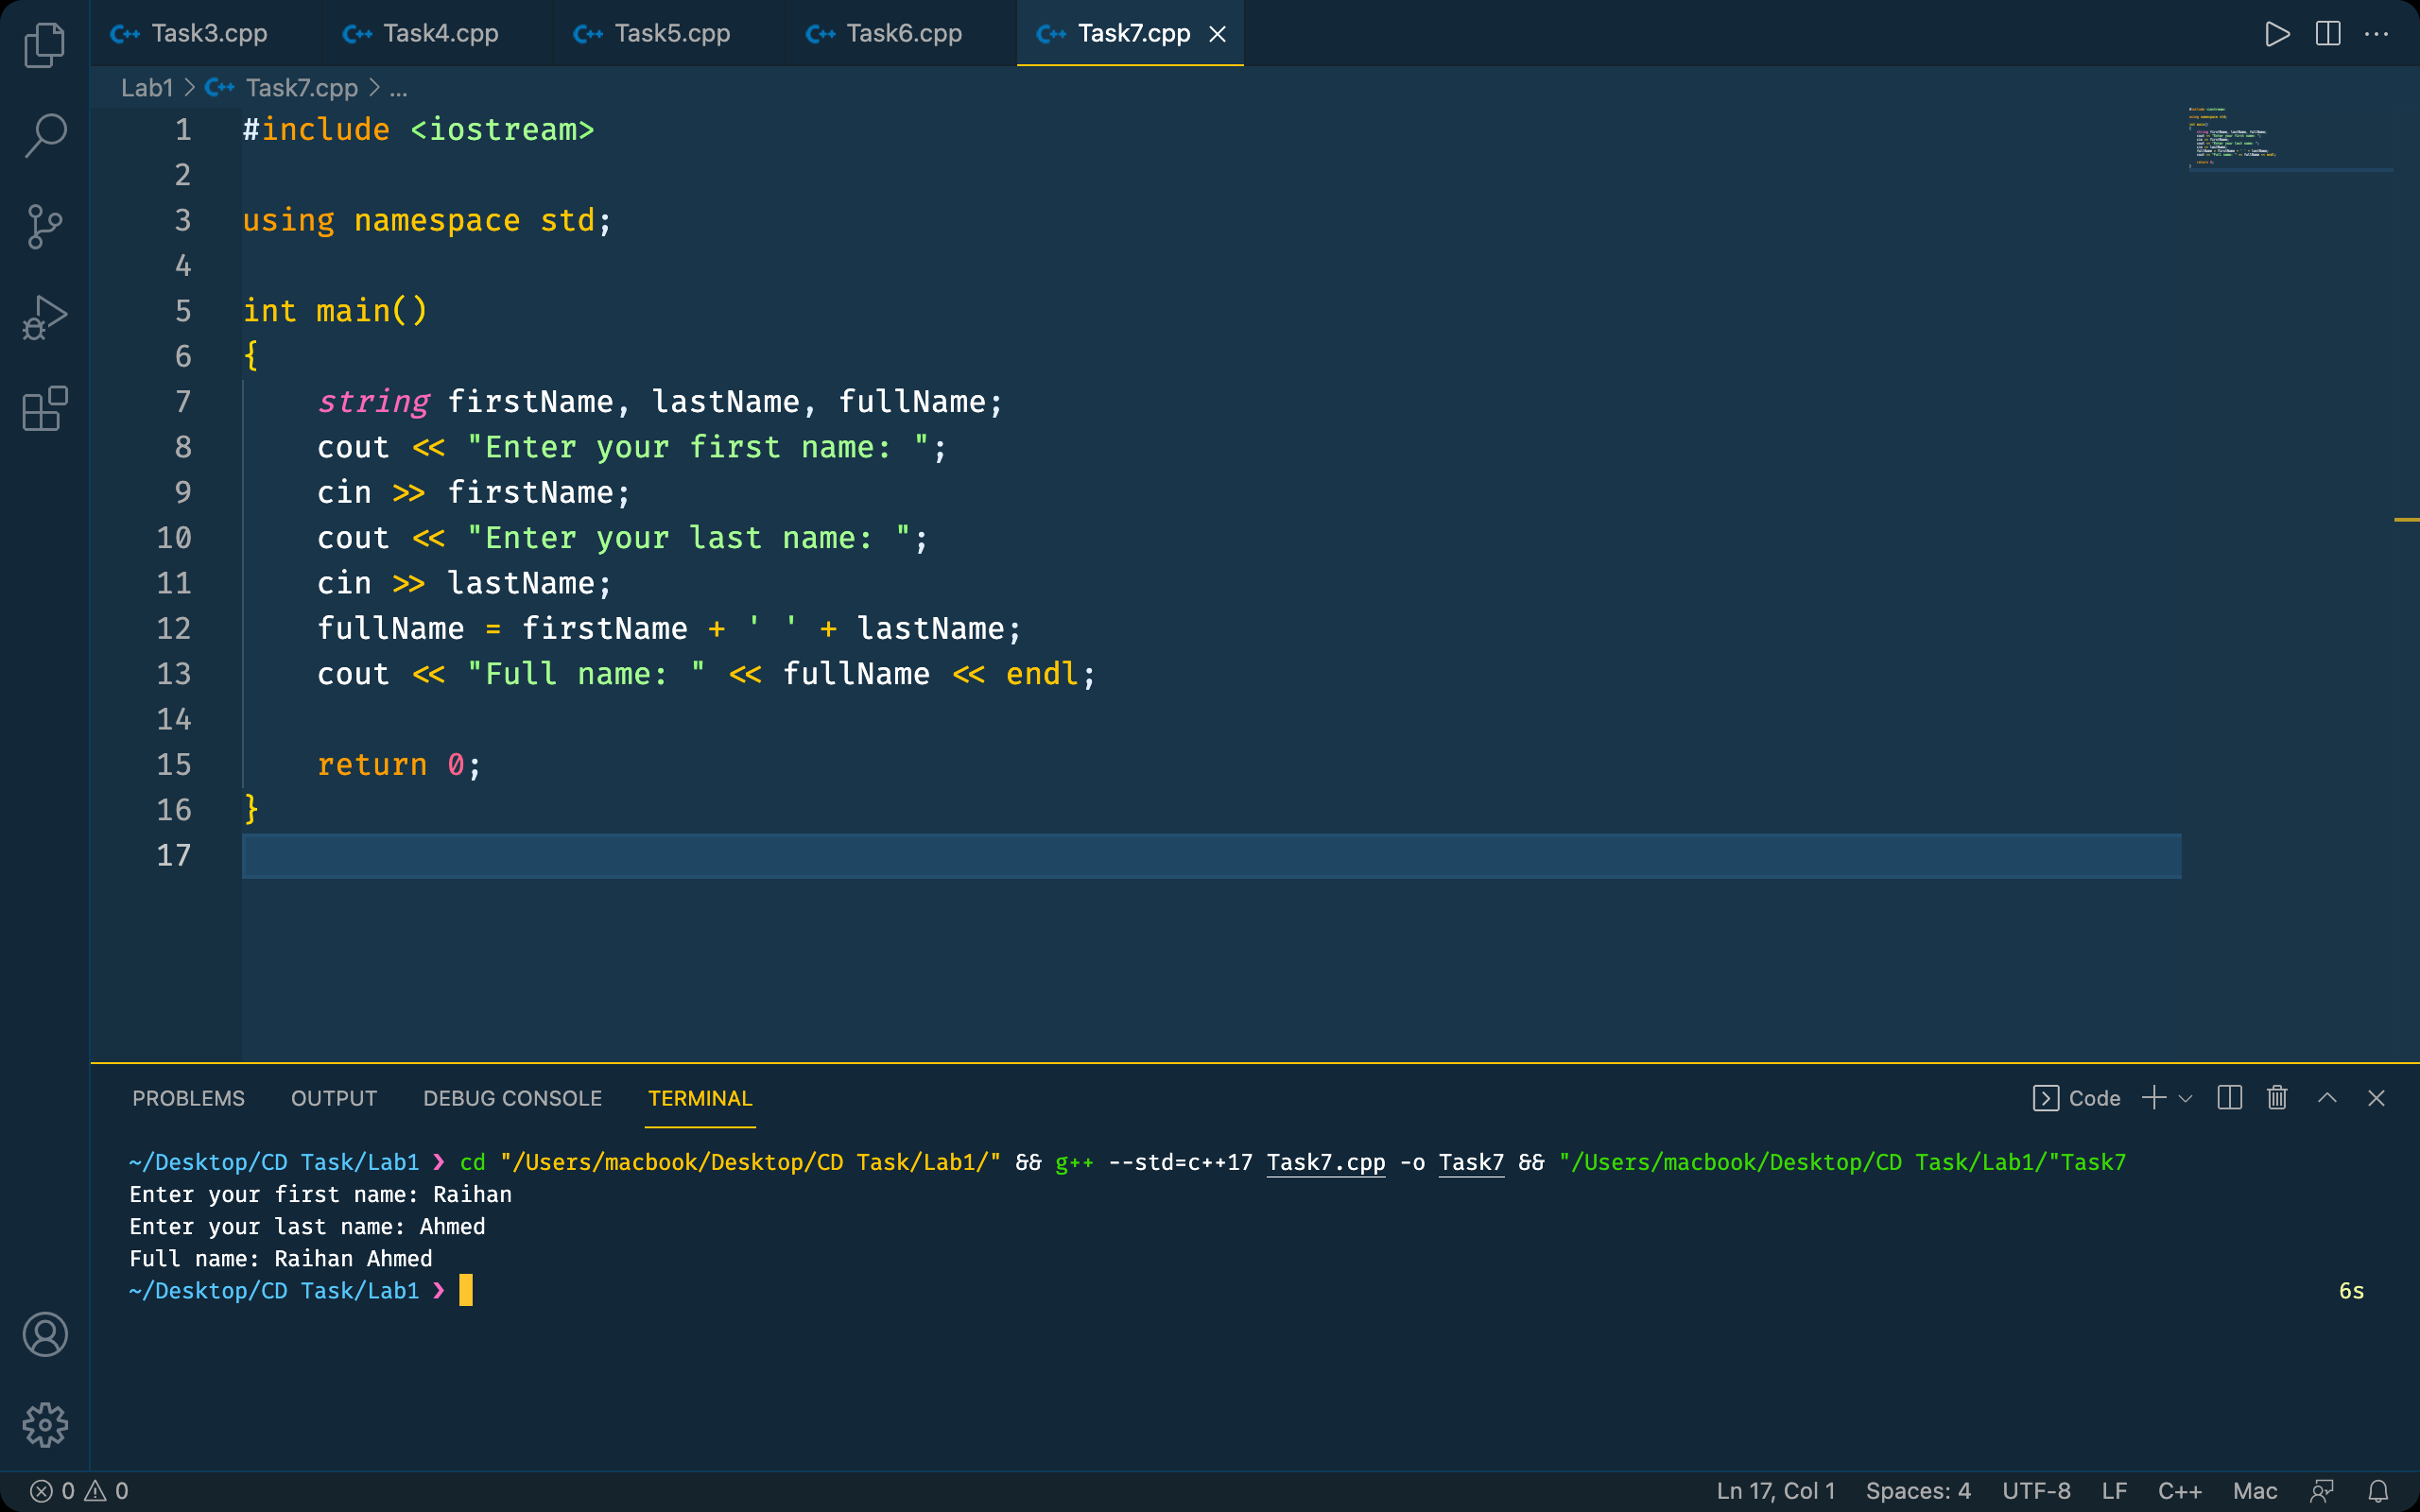 Task3.cpp Task4.cpp Task5.cpp Task6.cpp Task7.cpp
Lab1 > Task7.cpp > ...
1 #include <iostream>
2
3 using namespace std;
4
5 int main()
6 {
7     string firstName, lastName, fullName;
8     cout << "Enter your first name: ";
9     cin >> firstName;
10     cout << "Enter your last name: ";
11     cin >> lastName;
12     fullName = firstName + ' ' + lastName;
13     cout << "Full name: " << fullName << endl;
14
15     return 0;
16 }
17
PROBLEMS OUTPUT DEBUG CONSOLE TERMINAL Code
~/Desktop/CD Task/Lab1 ❯ cd "/Users/macbook/Desktop/CD Task/Lab1/" && g++ --std=c++17 Task7.cpp -o Task7 && "/Users/macbook/Desktop/CD Task/Lab1/"Task7
Enter your first name: Raihan
Enter your last name: Ahmed
Full name: Raihan Ahmed
~/Desktop/CD Task/Lab1 ❯ 6s
0 0 Ln 17, Col 1 Spaces: 4 UTF-8 LF C++ Mac